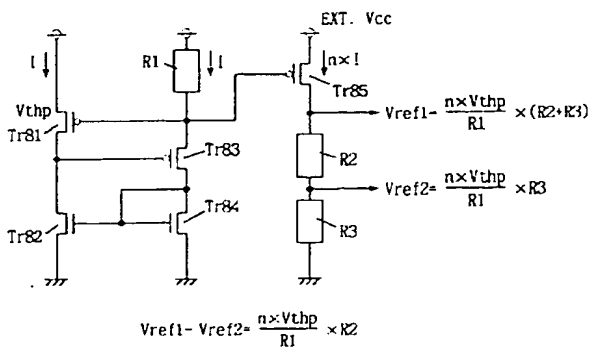 EXT. Vcc
I
R1
I
n×I
Vthp
Tr85
Tr81
Vref1= n×Vthp/R1 ×(R2+R3)
Tr83
R2
Vref2= n×Vthp/R1 ×R3
Tr84
Tr82
R3
Vref1-Vref2= n×Vthp/R1 ×R2